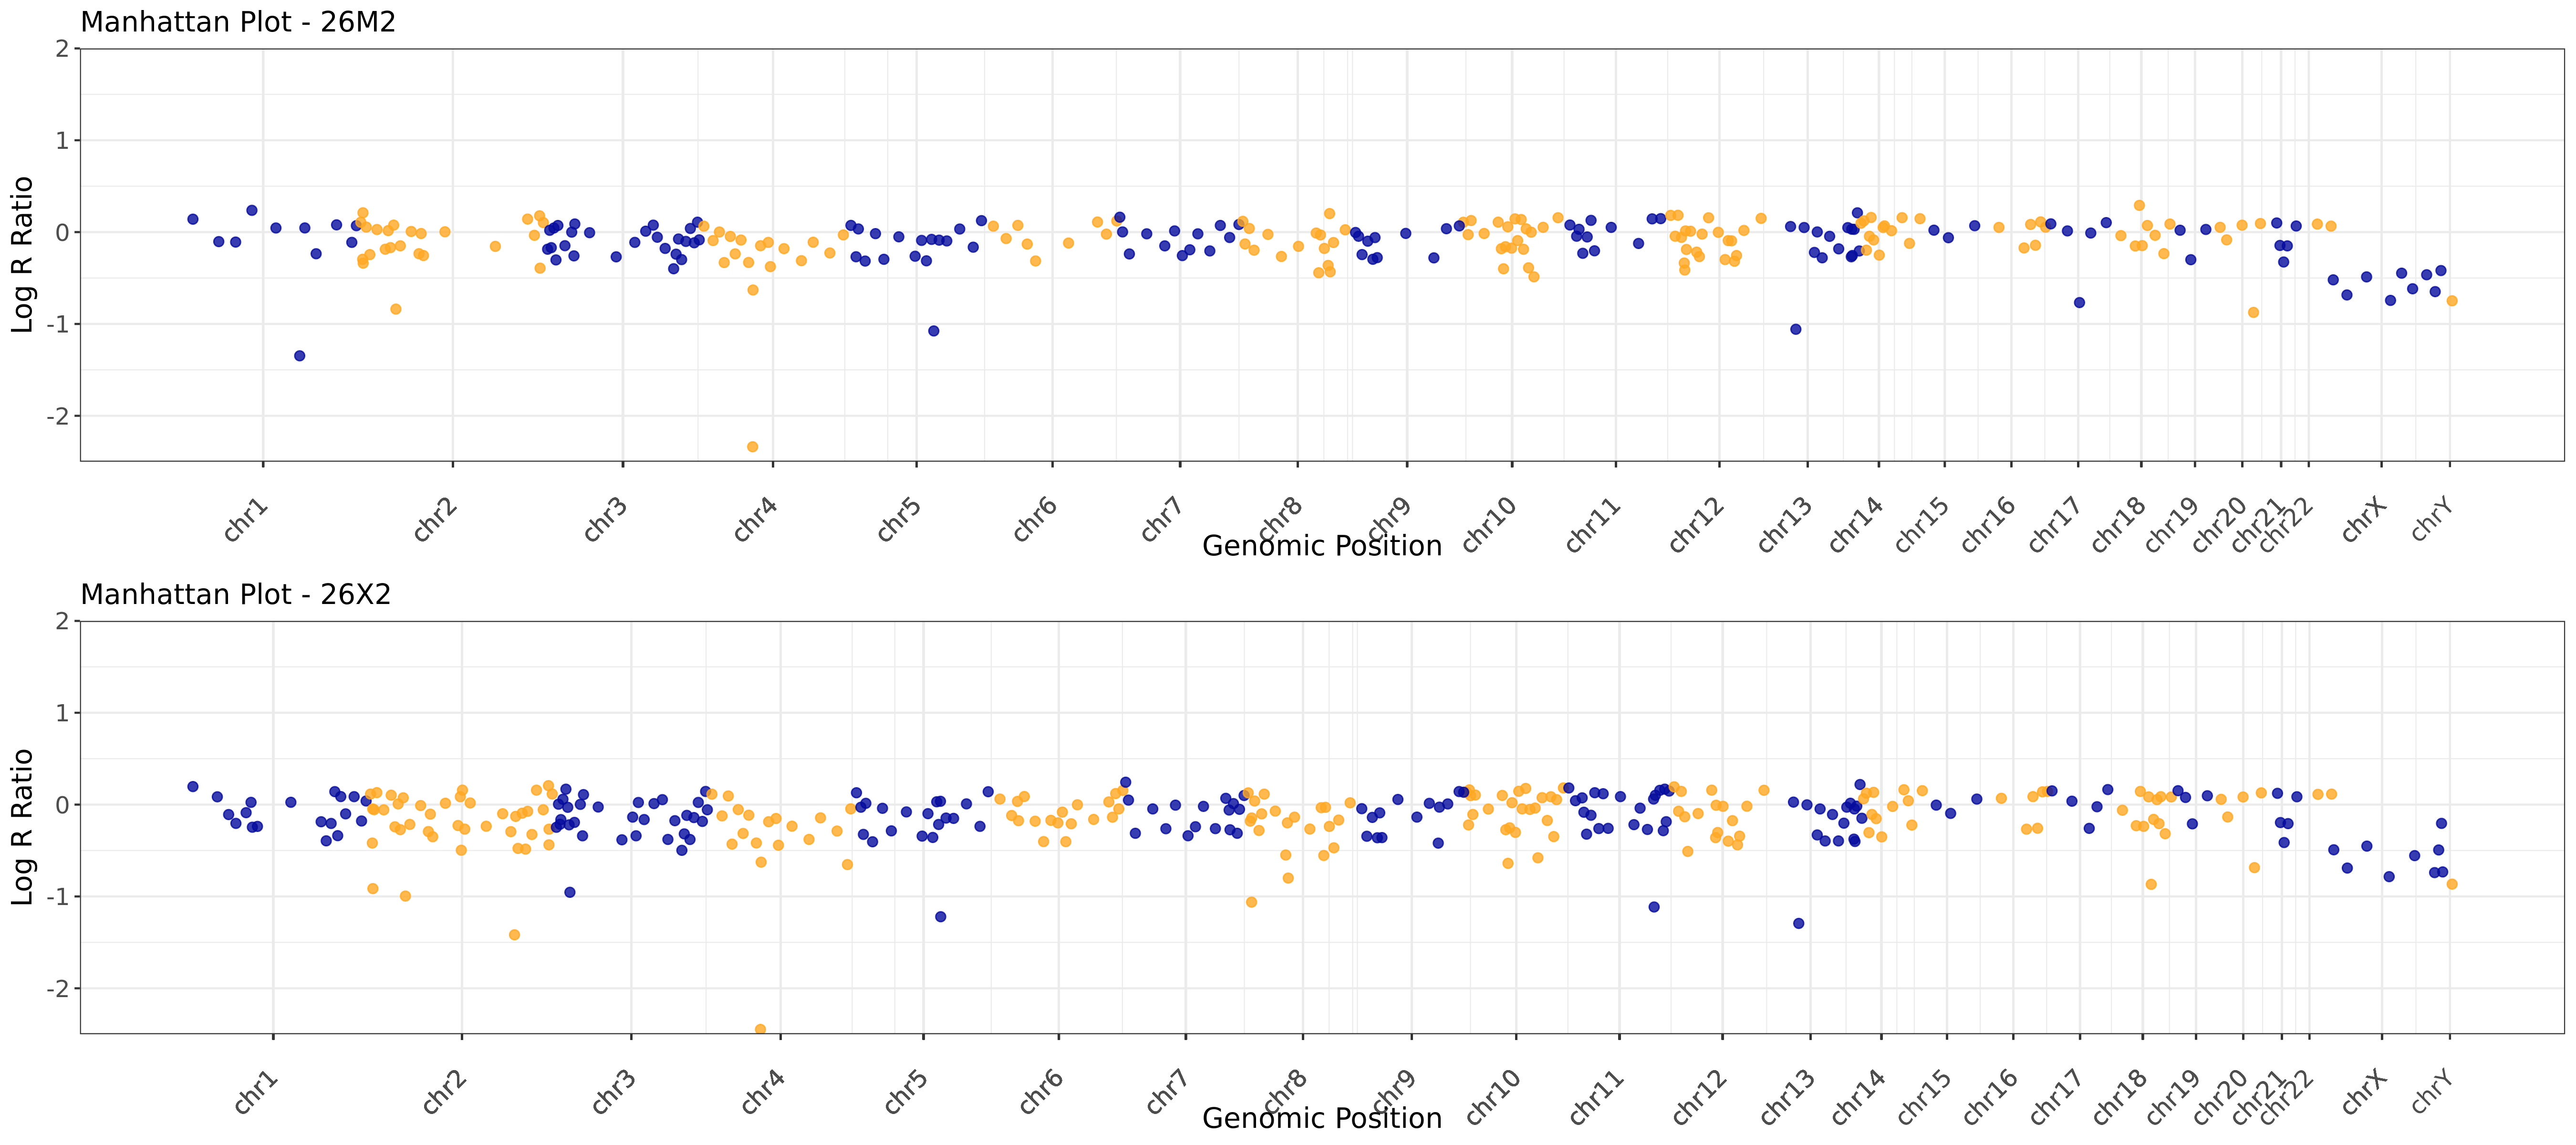 Manhattan Plot - 26M2
2
1
0
-1
-2
Log R Ratio
chr1 chr2 chr3 chr4 chr5 chr6 chr7 chr8 chr9 chr10 chr11 chr12 chr13 chr14 chr15 chr16 chr17 chr18 chr19 chr20 chr21 chr22 chrX chrY
Genomic Position
Manhattan Plot - 26X2
2
1
0
-1
-2
Log R Ratio
chr1 chr2 chr3 chr4 chr5 chr6 chr7 chr8 chr9 chr10 chr11 chr12 chr13 chr14 chr15 chr16 chr17 chr18 chr19 chr20 chr21 chr22 chrX chrY
Genomic Position